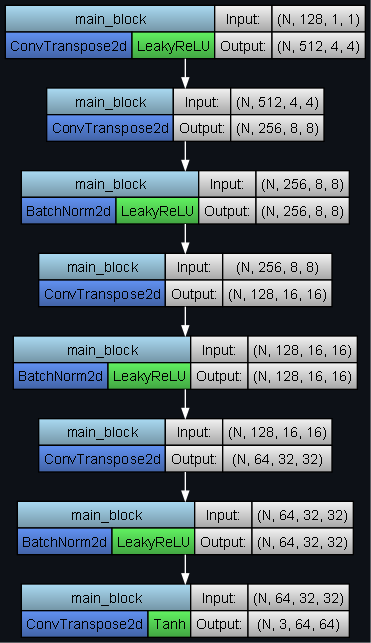 main_block Input: (N, 128, 1, 1)
ConvTranspose2d LeakyReLU Output: (N, 512, 4, 4)
main_block Input: (N, 512, 4, 4)
ConvTranspose2d Output: (N, 256, 8, 8)
main_block Input: (N, 256, 8, 8)
BatchNorm2d LeakyReLU Output: (N, 256, 8, 8)
main_block Input: (N, 256, 8, 8)
ConvTranspose2d Output: (N, 128, 16, 16)
main_block Input: (N, 128, 16, 16)
BatchNorm2d LeakyReLU Output: (N, 128, 16, 16)
main_block Input: (N, 128, 16, 16)
ConvTranspose2d Output: (N, 64, 32, 32)
main_block Input: (N, 64, 32, 32)
BatchNorm2d LeakyReLU Output: (N, 64, 32, 32)
main_block Input: (N, 64, 32, 32)
ConvTranspose2d Tanh Output: (N, 3, 64, 64)